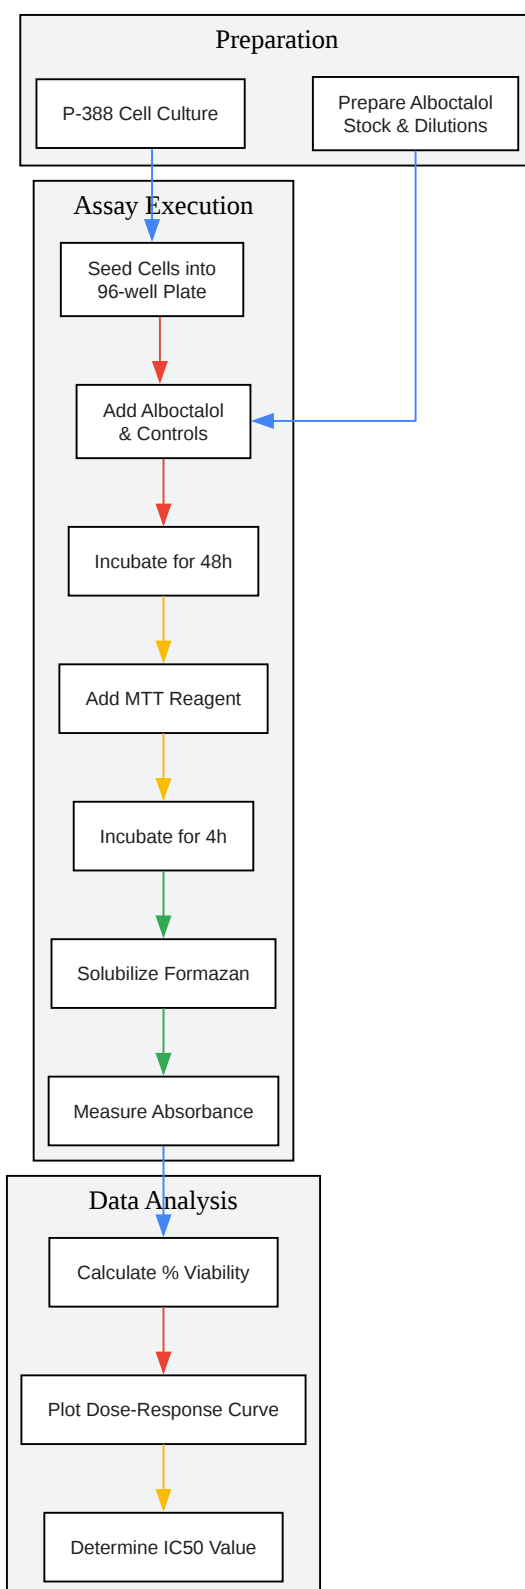 Preparation
P-388 Cell Culture
Prepare Alboctalol
Stock & Dilutions
Assay Execution
Seed Cells into
96-well Plate
Add Alboctalol
& Controls
Incubate for 48h
Add MTT Reagent
Incubate for 4h
Solubilize Formazan
Measure Absorbance
Data Analysis
Calculate % Viability
Plot Dose-Response Curve
Determine IC50 Value